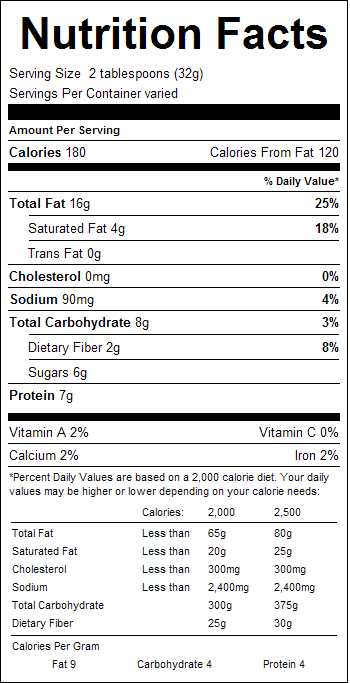 Nutrition Facts
Serving Size 2 tablespoons (32g)
Servings Per Container varied
Amount Per Serving
Calories 180 Calories From Fat 120
% Daily Value*
Total Fat 16g 25%
Saturated Fat 4g 18%
Trans Fat 0g
Cholesterol 0mg 0%
Sodium 90mg 4%
Total Carbohydrate 8g 3%
Dietary Fiber 2g 8%
Sugars 6g
Protein 7g
Vitamin A 2% Vitamin C 0%
Calcium 2% Iron 2%
*Percent Daily Values are based on a 2,000 calorie diet. Your daily
values may be higher or lower depending on your calorie needs:
Calories: 2,000 2,500
Total Fat Less than 65g 80g
Saturated Fat Less than 20g 25g
Cholesterol Less than 300mg 300mg
Sodium Less than 2,400mg 2,400mg
Total Carbohydrate 300g 375g
Dietary Fiber 25g 30g
Calories Per Gram
Fat 9 Carbohydrate 4 Protein 4